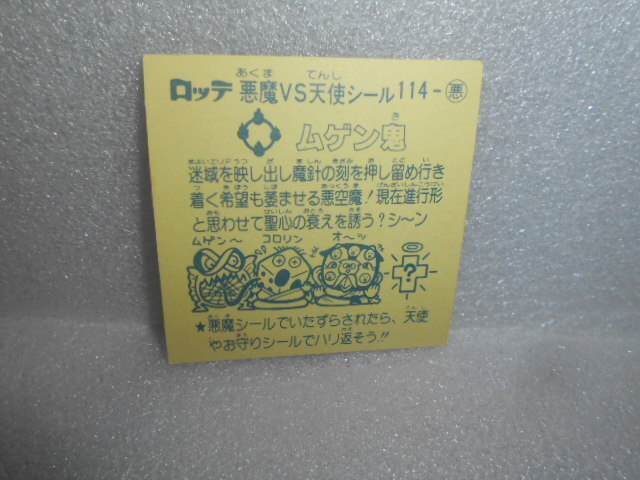 ロッテ 悪魔VS天使シール 114-悪
ムゲン鬼
迷域を映し出し魔針の刻を押し留め行き
着く希望も萎ませる悪空魔!現在進行形
と思わせて聖心の衰えを誘う?シ〜ン
ムゲン〜 コロリン オ〜ッ
?
★悪魔シールでいたずらされたら、天使
やお守りシールでハリ返そう!!